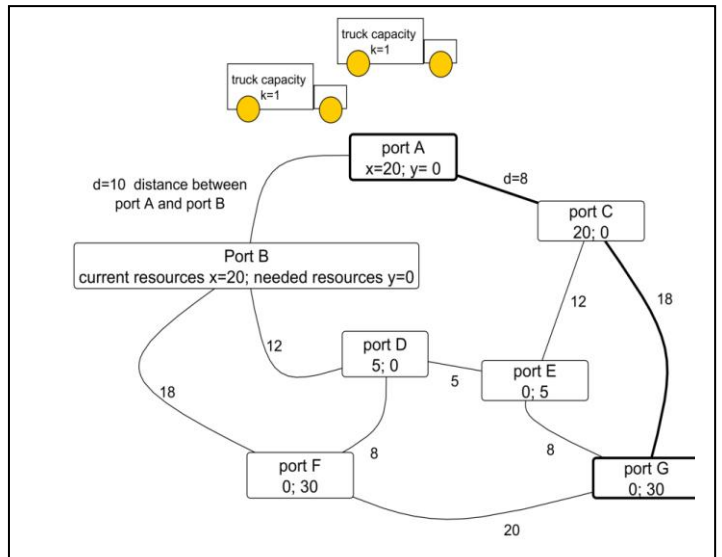 truck capacity
k=1
truck capacity
k=1
port A
x=20; y= 0
d=10 distance between
port A and port B
d=8
port C
20; 0
Port B
current resources x=20; needed resources y=0
12
18
12
port D
5; 0
port E
0; 5
5
18
8
8
port F
0; 30
port G
0; 30
20